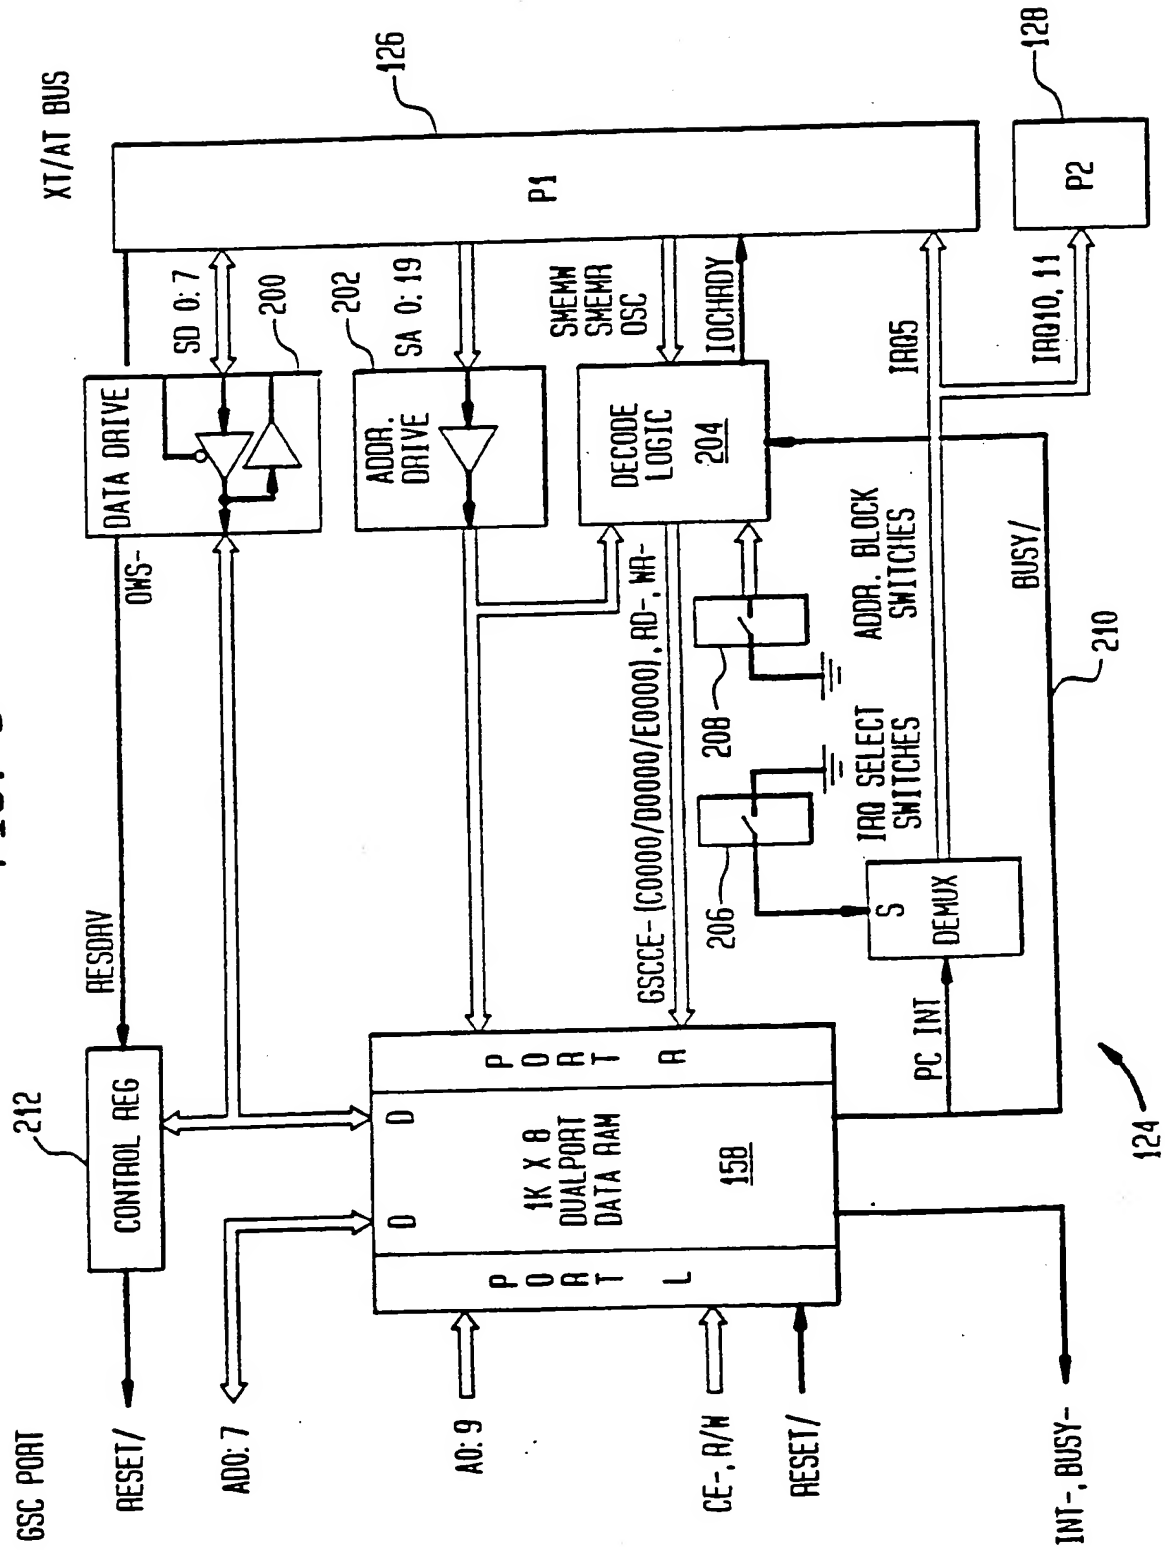 GSC PORT
XT/AT BUS
212
RESET/
CONTROL REG
RESDRV
OWS-
DATA DRIVE
SD 0:7
200
AD0:7
202
SA 0:19
126
ADDR.
DRIVE
A0:9
PORT L
D
D
PORT R
1K X 8
DUALPORT
DATA RAM
158
P1
SMEMW
SMEMR
OSC
DECODE
LOGIC
204
GSCCE- (C0000/D0000/E0000), RD-, WR-
IOCHRDY
CE-, R/W
206
208
RESET/
IRQ SELECT
SWITCHES
ADDR. BLOCK
SWITCHES
S
DEMUX
PC INT
IRQ5
BUSY/
IRQ10, 11
P2
128
INT-, BUSY-
210
124